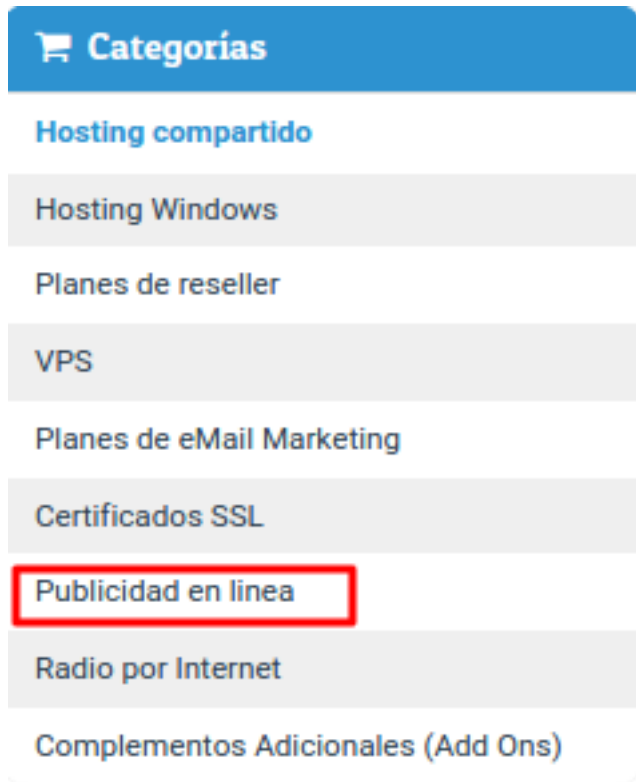 Categorías
Hosting compartido
Hosting Windows
Planes de reseller
VPS
Planes de eMail Marketing
Certificados SSL
Publicidad en linea
Radio por Internet
Complementos Adicionales (Add Ons)